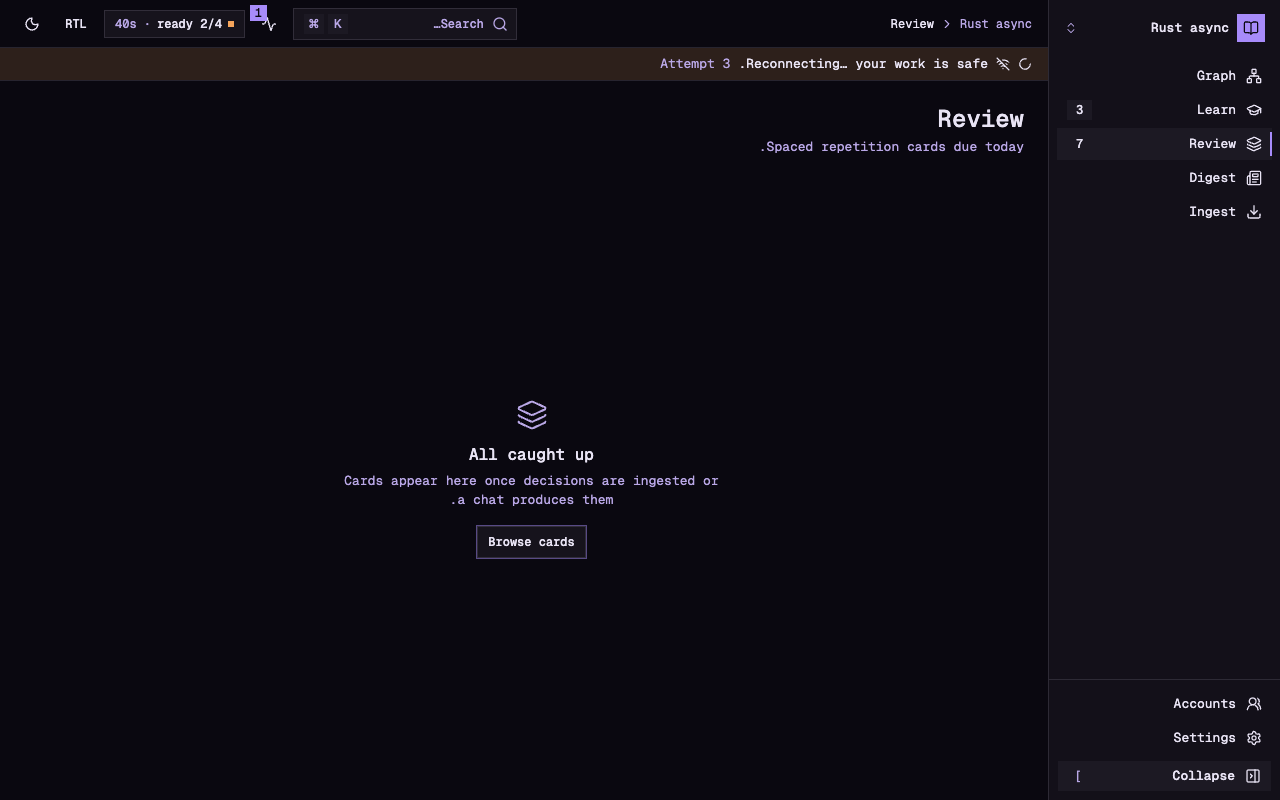 Rust async
Graph
Learn 3
Review 7
Digest
Ingest
Accounts
Settings
Collapse [
Rust async > Review
Search…
⌘ K
1
ready 2/4 · 40s
RTL
Reconnecting… your work is safe. Attempt 3
Review
Spaced repetition cards due today.
All caught up
Cards appear here once decisions are ingested or
a chat produces them.
Browse cards